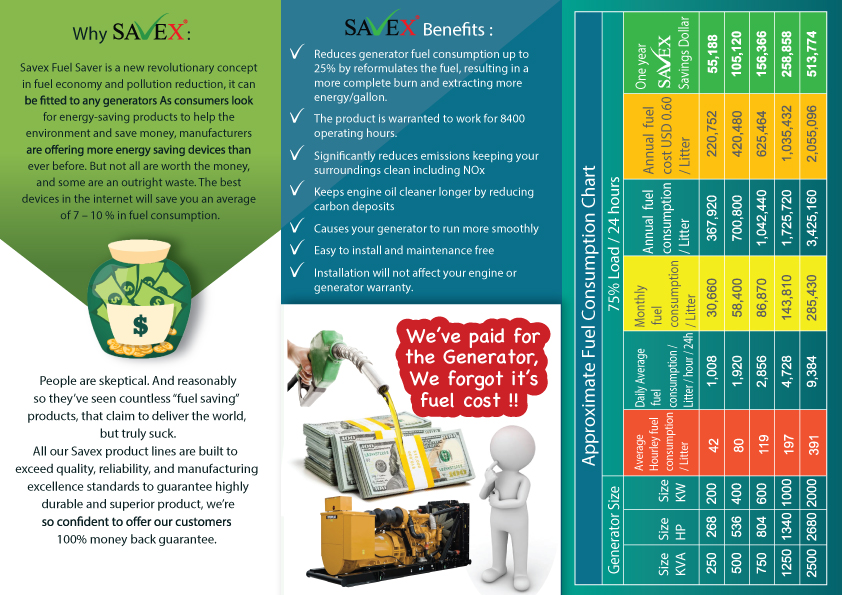 Why SAVEX:
Savex Fuel Saver is a new revolutionary concept
in fuel economy and pollution reduction, it can
be fitted to any generators As consumers look
for energy-saving products to help the
environment and save money, manufacturers
are offering more energy saving devices than
ever before. But not all are worth the money,
and some are an outright waste. The best
devices in the internet will save you an average
of 7 – 10 % in fuel consumption.
$
People are skeptical. And reasonably
so they've seen countless “fuel saving”
products, that claim to deliver the world,
but truly suck.
All our Savex product lines are built to
exceed quality, reliability, and manufacturing
excellence standards to guarantee highly
durable and superior product, we're
so confident to offer our customers
100% money back guarantee.
SAVEX Benefits :
Reduces generator fuel consumption up to
25% by reformulates the fuel, resulting in a
more complete burn and extracting more
energy/gallon.
The product is warranted to work for 8400
operating hours.
Significantly reduces emissions keeping your
surroundings clean including NOx
Keeps engine oil cleaner longer by reducing
carbon deposits
Causes your generator to run more smoothly
Easy to install and maintenance free
Installation will not affect your engine or
generator warranty.
We've paid for
the Generator,
We forgot it's
fuel cost !!
Approximate Fuel Consumption Chart
Generator Size
75% Load / 24 hours
Size
KVA
Size
HP
Size
KW
Average
Hourley fuel
consumption
/ Litter
Daily Average
fuel
consumption /
Litter / hour / 24h
Monthly
fuel
consumption
/ Litter
Annual fuel
consumption
/ Litter
Annual fuel
cost USD 0.60
/ Litter
One year
SAVEX
Savings Dollar
250 268 200 42 1,008 30,660 367,920 220,752 55,188
500 536 400 80 1,920 58,400 700,800 420,480 105,120
750 804 600 119 2,856 86,870 1,042,440 625,464 156,366
1250 1340 1000 197 4,728 143,810 1,725,720 1,035,432 258,858
2500 2680 2000 391 9,384 285,430 3,425,160 2,055,096 513,774